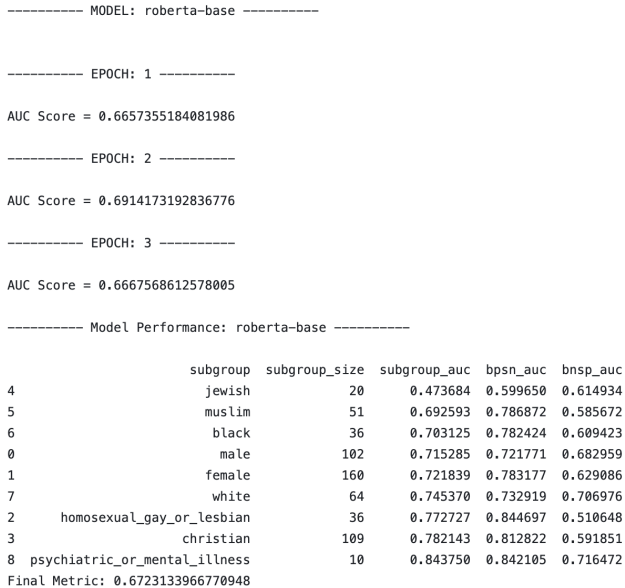 ---------- MODEL: roberta-base ----------
---------- EPOCH: 1 ----------
AUC Score = 0.6657355184081986
---------- EPOCH: 2 ----------
AUC Score = 0.6914173192836776
---------- EPOCH: 3 ----------
AUC Score = 0.6667568612578005
---------- Model Performance: roberta-base ----------
subgroup subgroup_size subgroup_auc bpsn_auc bnsp_auc
4 jewish 20 0.473684 0.599650 0.614934
5 muslim 51 0.692593 0.786872 0.585672
6 black 36 0.703125 0.782424 0.609423
0 male 102 0.715285 0.721771 0.682959
1 female 160 0.721839 0.783177 0.629086
7 white 64 0.745370 0.732919 0.706976
2 homosexual_gay_or_lesbian 36 0.772727 0.844697 0.510648
3 christian 109 0.782143 0.812822 0.591851
8 psychiatric_or_mental_illness 10 0.843750 0.842105 0.716472
Final Metric: 0.6723133966770948